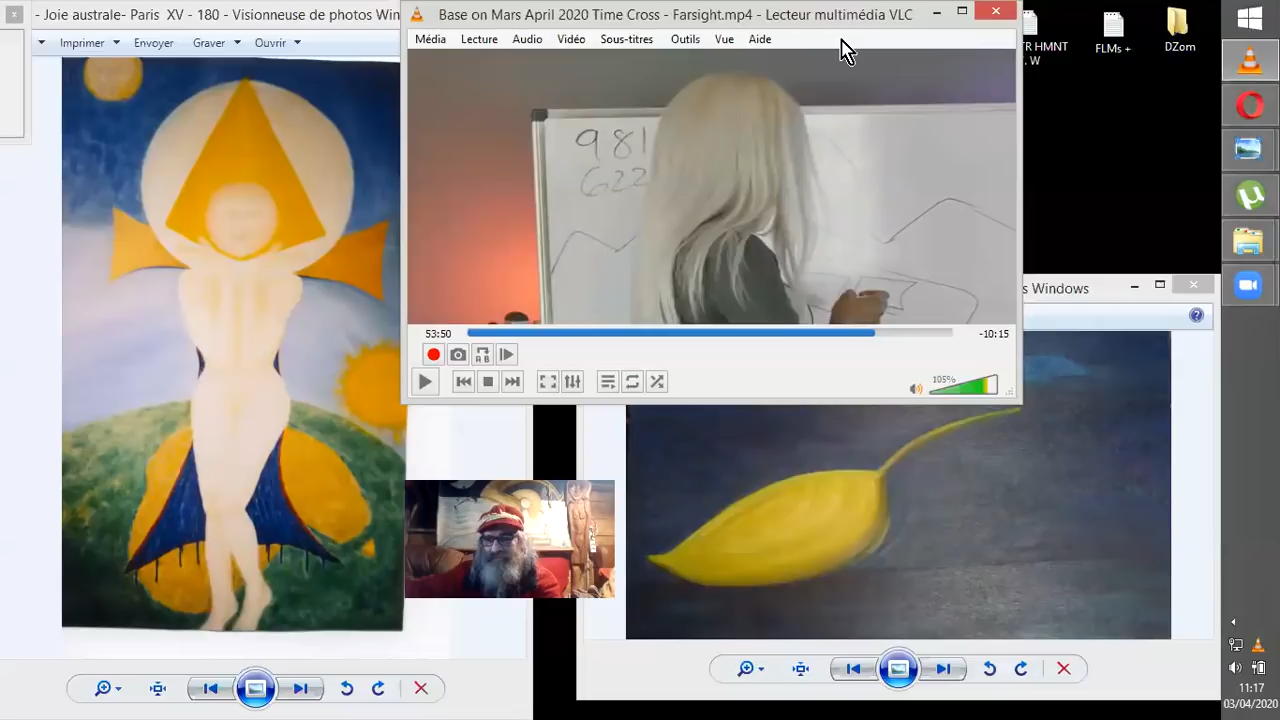 - Joie australe- Paris  XV - 180 - Visionneuse de photos Win
Imprimer Envoyer Graver Ouvrir
Mars April 2020 Time Cross - Farsight.mp4 - Lecteur multimédia VLC
Média Lecture Audio Vidéo Sous-titres Outils Vue Aide
981
622
53:50
-10:15
105%
s Windows
TR HMNT
. W
FLMs +
DZom
11:17
03/04/2020